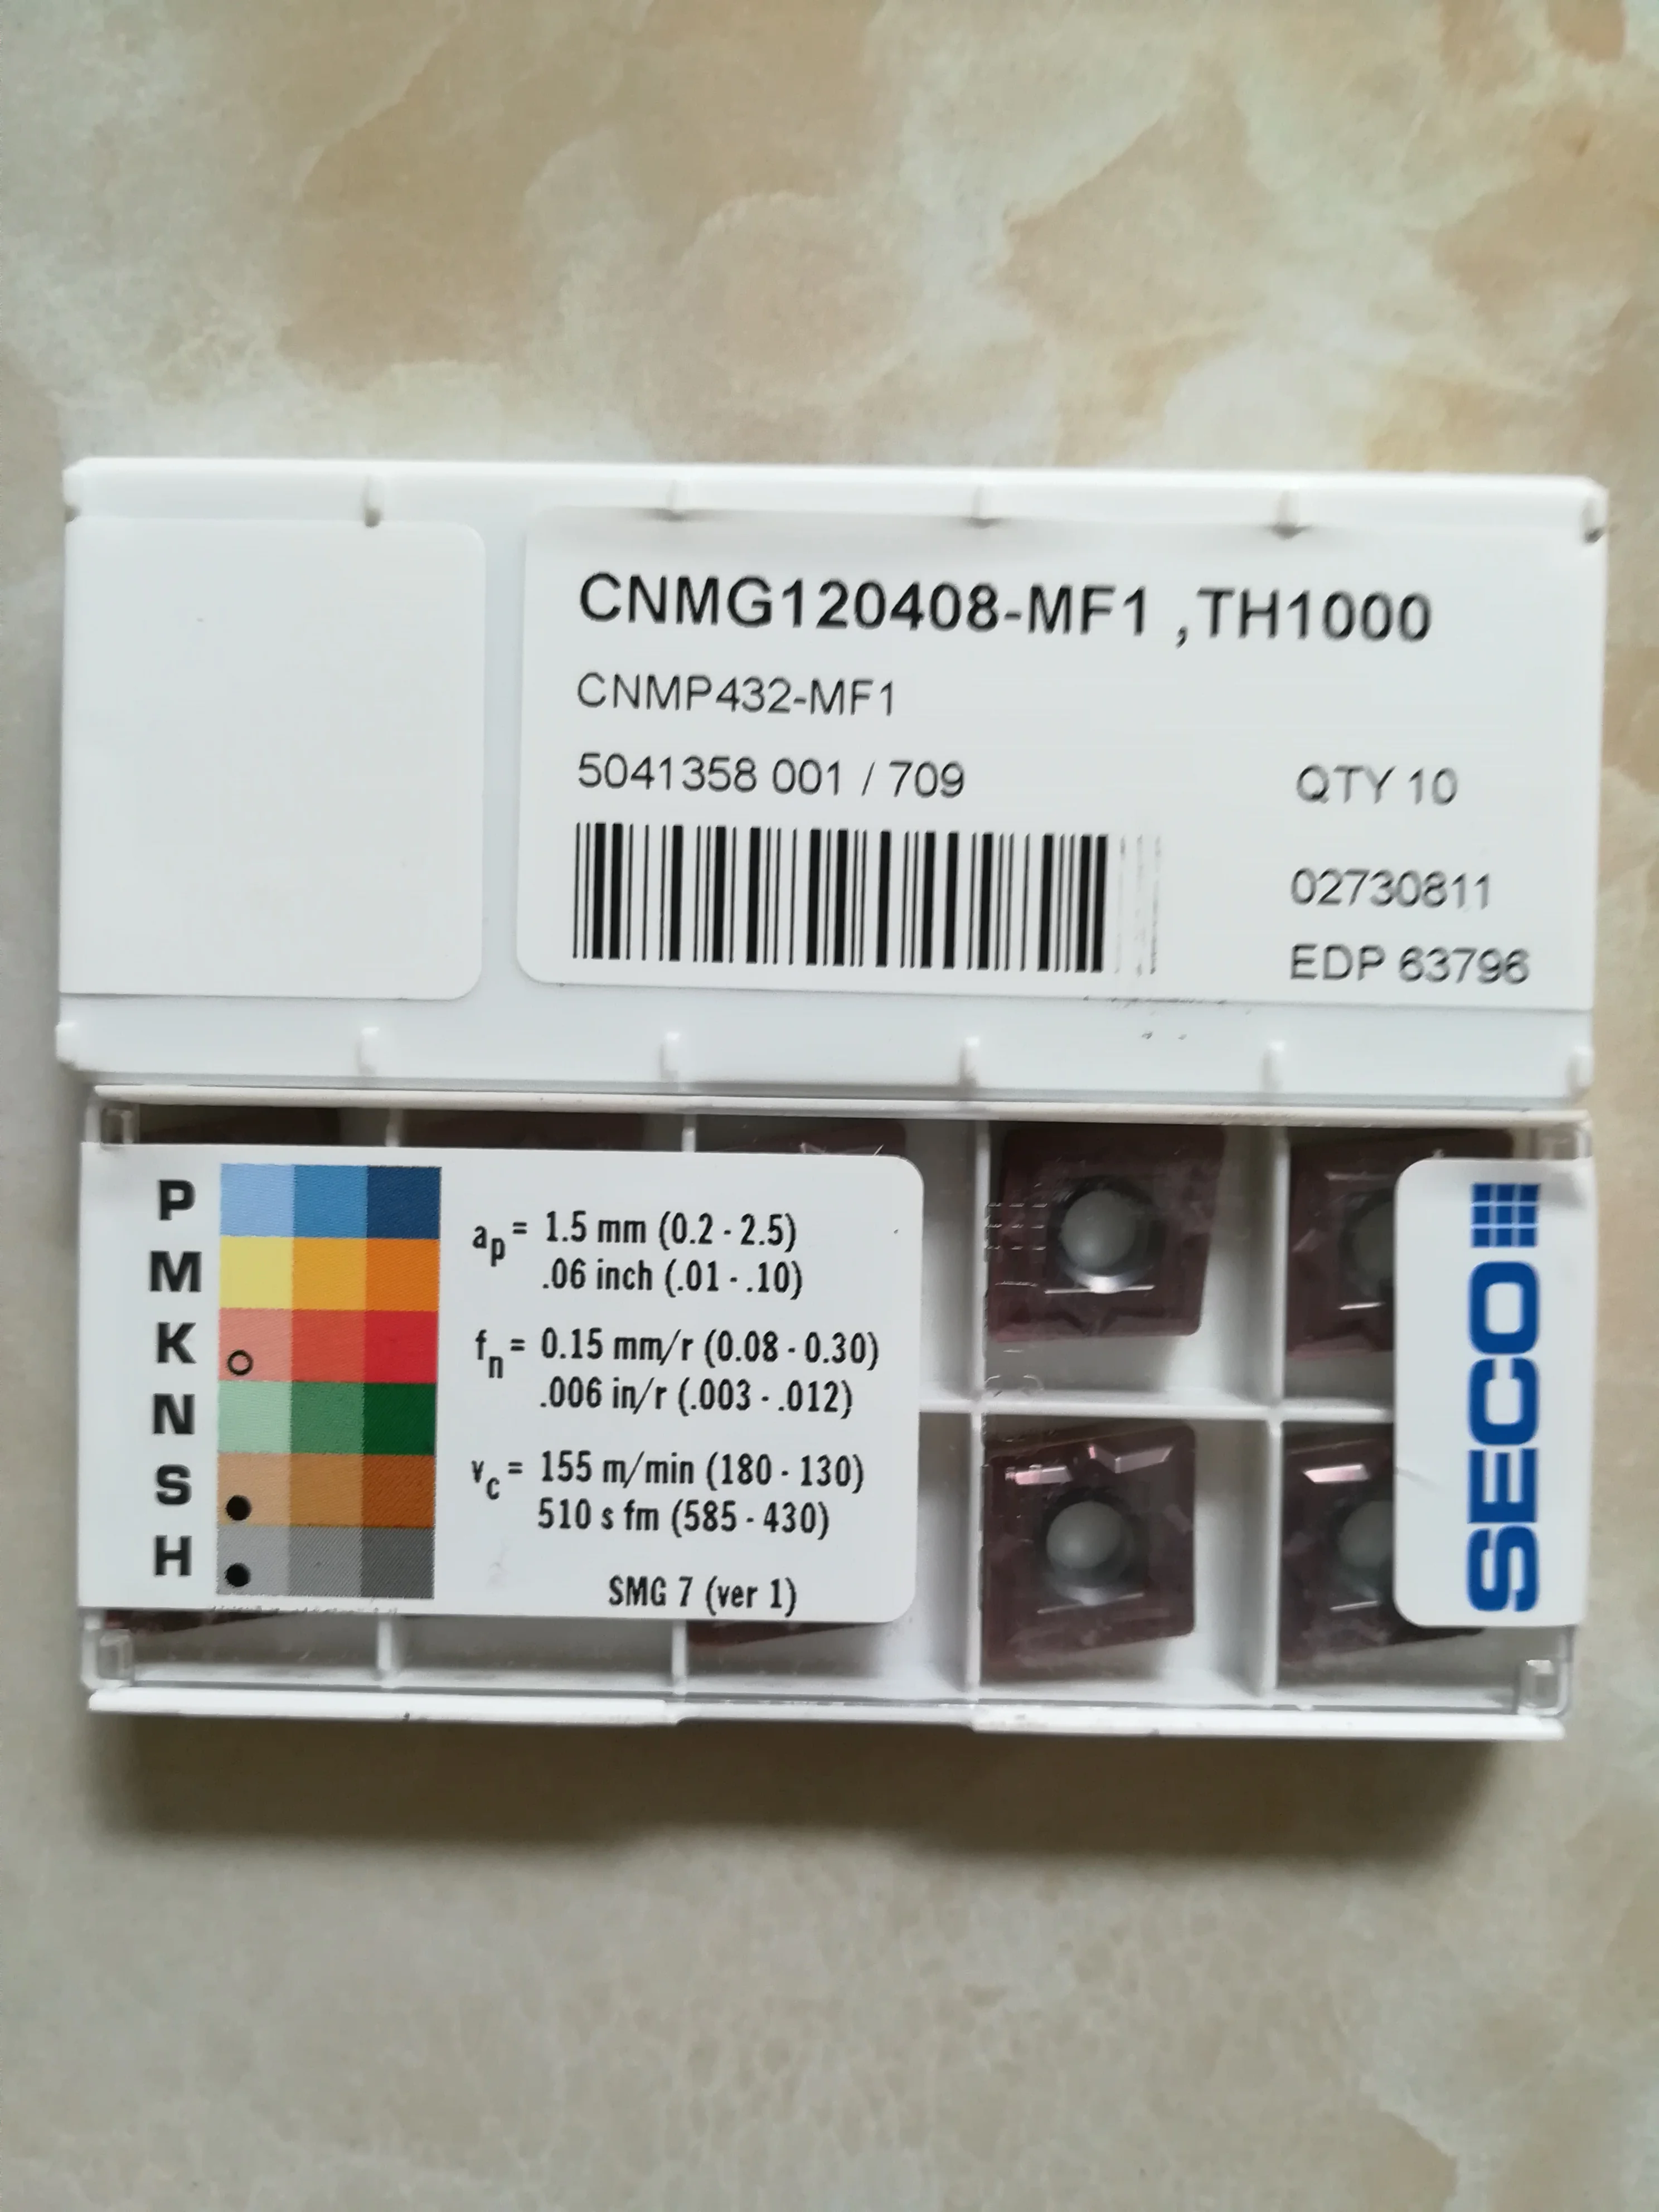 CNMG120408-MF1 ,TH1000
CNMP432-MF1
5041358 001 / 709
QTY 10
02730811
EDP 63796
P
M
K
N
S
H
ap = 1.5 mm (0.2 - 2.5)
.06 inch (.01 - .10)
fn = 0.15 mm/r (0.08 - 0.30)
.006 in/r (.003 - .012)
vc = 155 m/min (180 - 130)
510 s fm (585 - 430)
SMG 7 (ver 1)
SECO